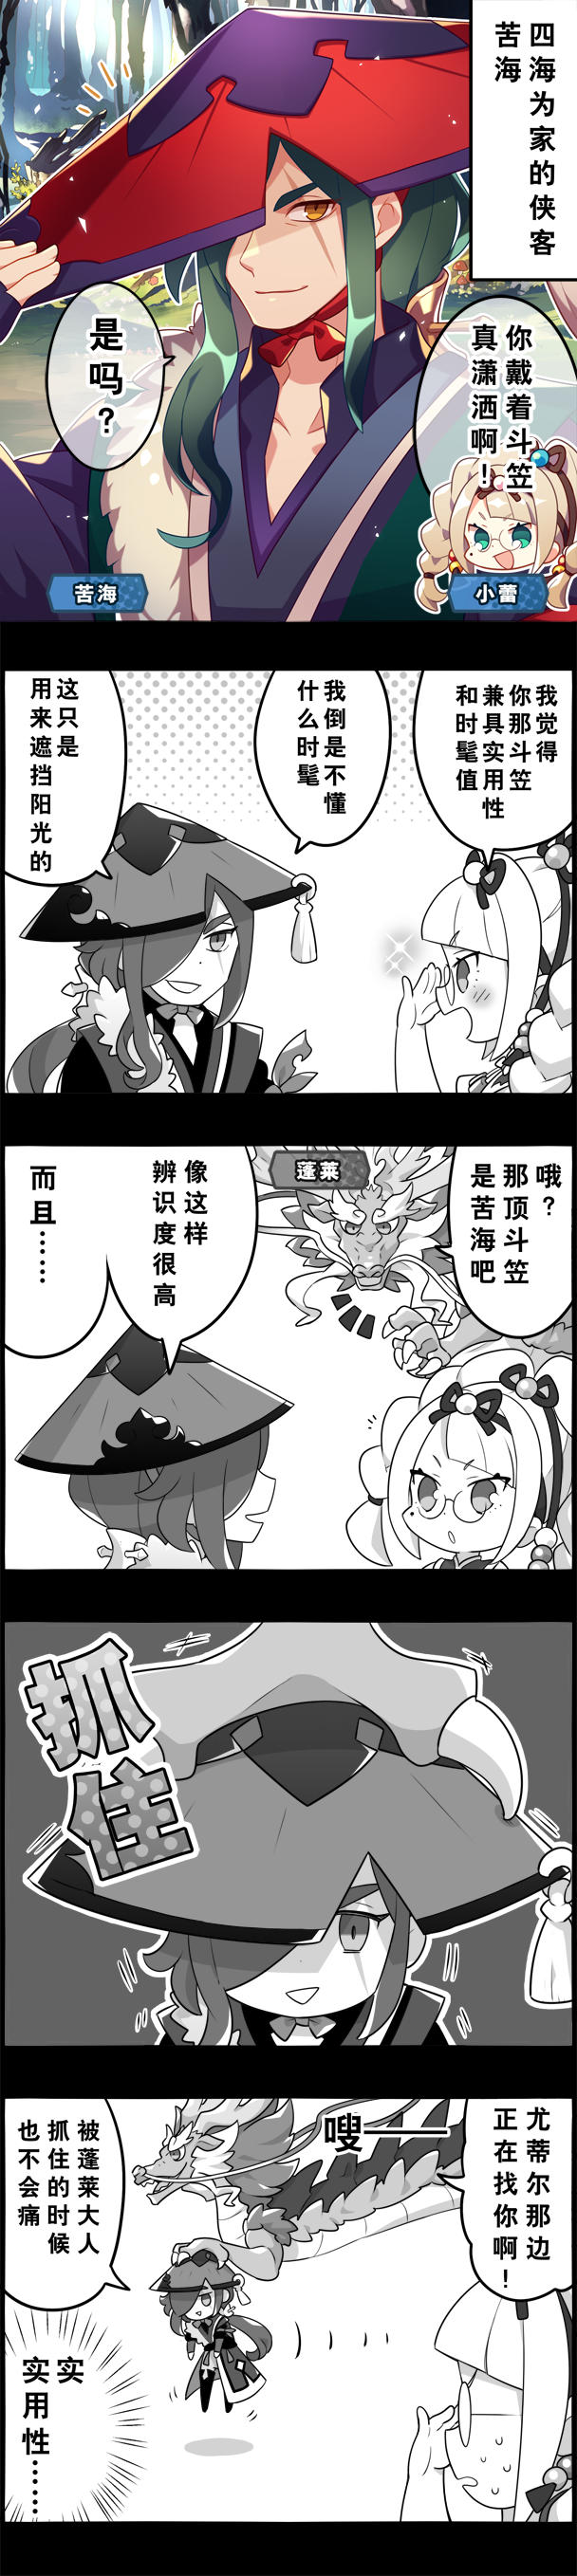 四海为家的侠客
苦海
你戴着斗笠
真潇洒啊！
是吗？
小蕾
苦海
我觉得
你那斗笠
兼具实用性
和时髦值
我倒是不懂
什么时髦
这只是
用来遮挡阳光的
哦？
那顶斗笠
是苦海吧
蓬莱
像这样
辨识度很高
而且……
抓住
尤蒂尔那边
正在找你啊！
嗖——
被蓬莱大人
抓住的时候
也不会痛
实
实用性……